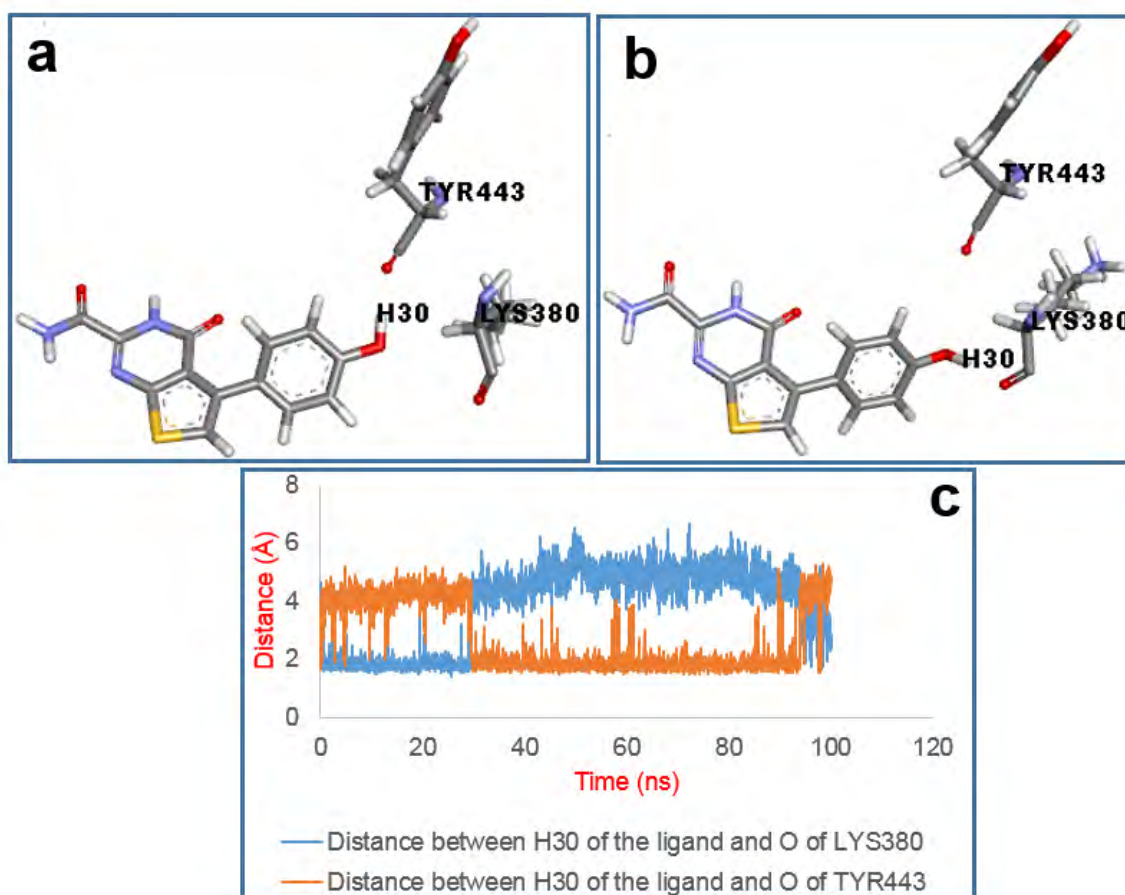 a
TYR443
H30
LYS380
b
TYR443
H30
LYS380
c
8
6
4
2
0
Distance (Å)
0 20 40 60 80 100 120
Time (ns)
Distance between H30 of the ligand and O of LYS380
Distance between H30 of the ligand and O of TYR443